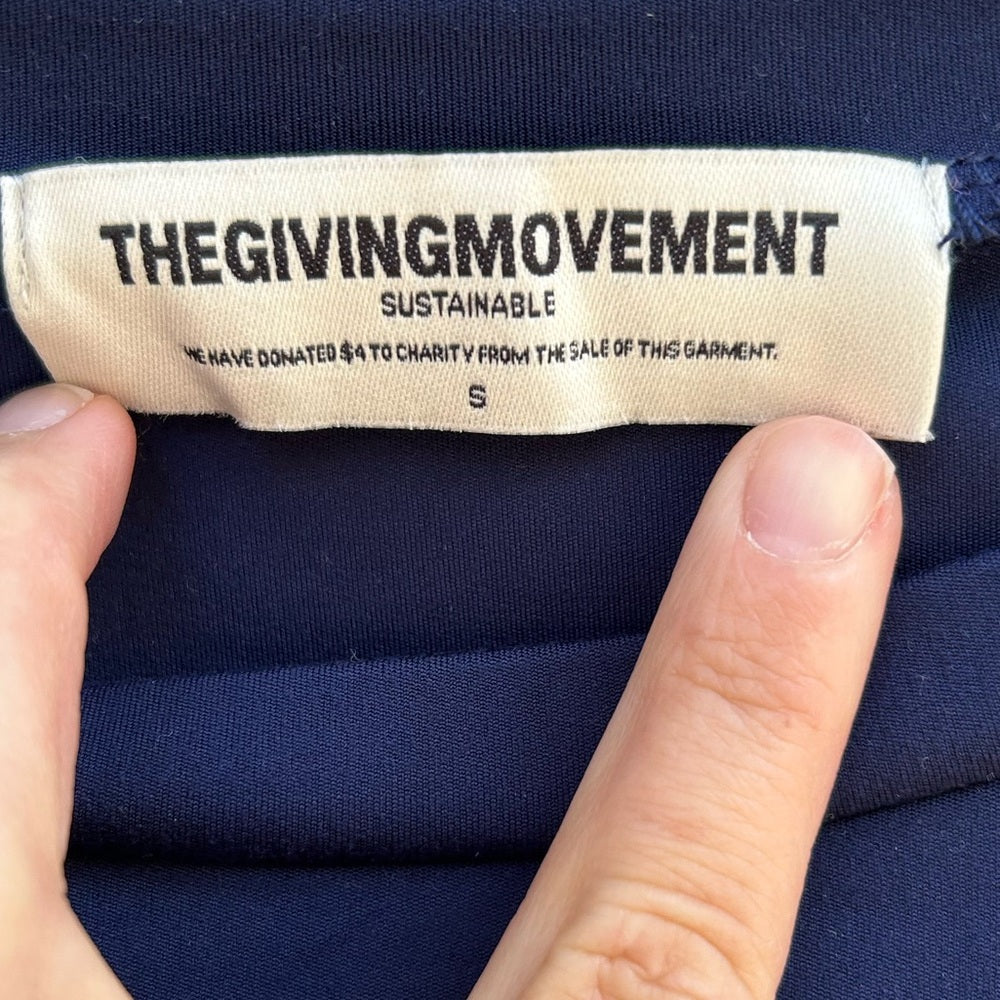 THEGIVINGMOVEMENT
SUSTAINABLE
WE HAVE DONATED $4 TO CHARITY FROM THE SALE OF THIS GARMENT.
S